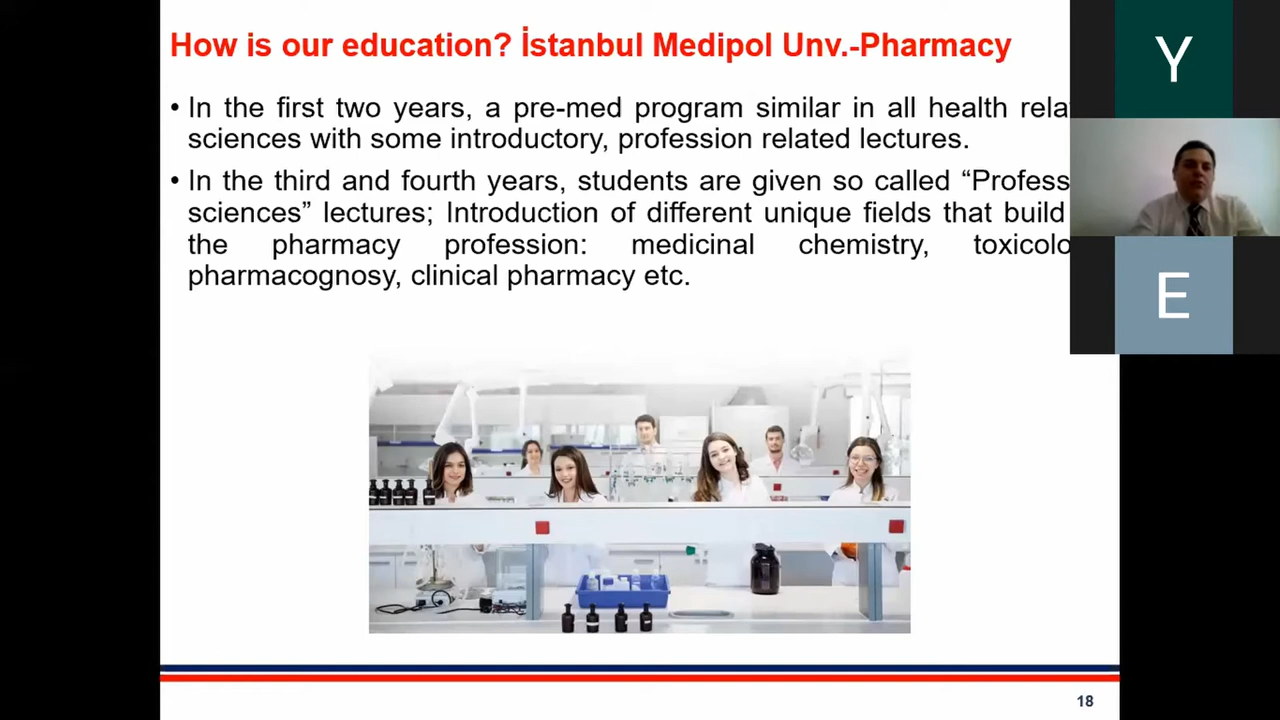 How is our education? İstanbul Medipol Unv.-Pharmacy
• In the first two years, a pre-med program similar in all health rela
sciences with some introductory, profession related lectures.
• In the third and fourth years, students are given so called “Profess
sciences” lectures; Introduction of different unique fields that build
the pharmacy profession: medicinal chemistry, toxicolo
pharmacognosy, clinical pharmacy etc.
Y
E
18